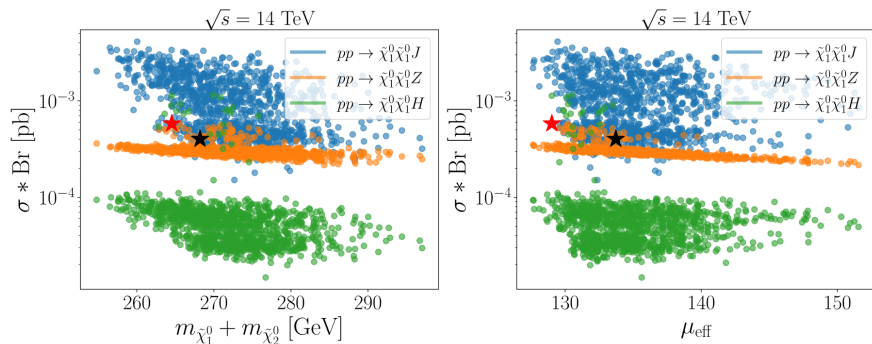 √s = 14 TeV
σ * Br [pb]
10⁻³
10⁻⁴
pp → χ̃₁⁰χ̃₁⁰J
pp → χ̃₁⁰χ̃₁⁰Z
pp → χ̃₁⁰χ̃₁⁰H
260 270 280 290
m_χ̃₁⁰ + m_χ̃₂⁰ [GeV]
√s = 14 TeV
σ * Br [pb]
10⁻³
10⁻⁴
pp → χ̃₁⁰χ̃₁⁰J
pp → χ̃₁⁰χ̃₁⁰Z
pp → χ̃₁⁰χ̃₁⁰H
130 140 150
μ_eff